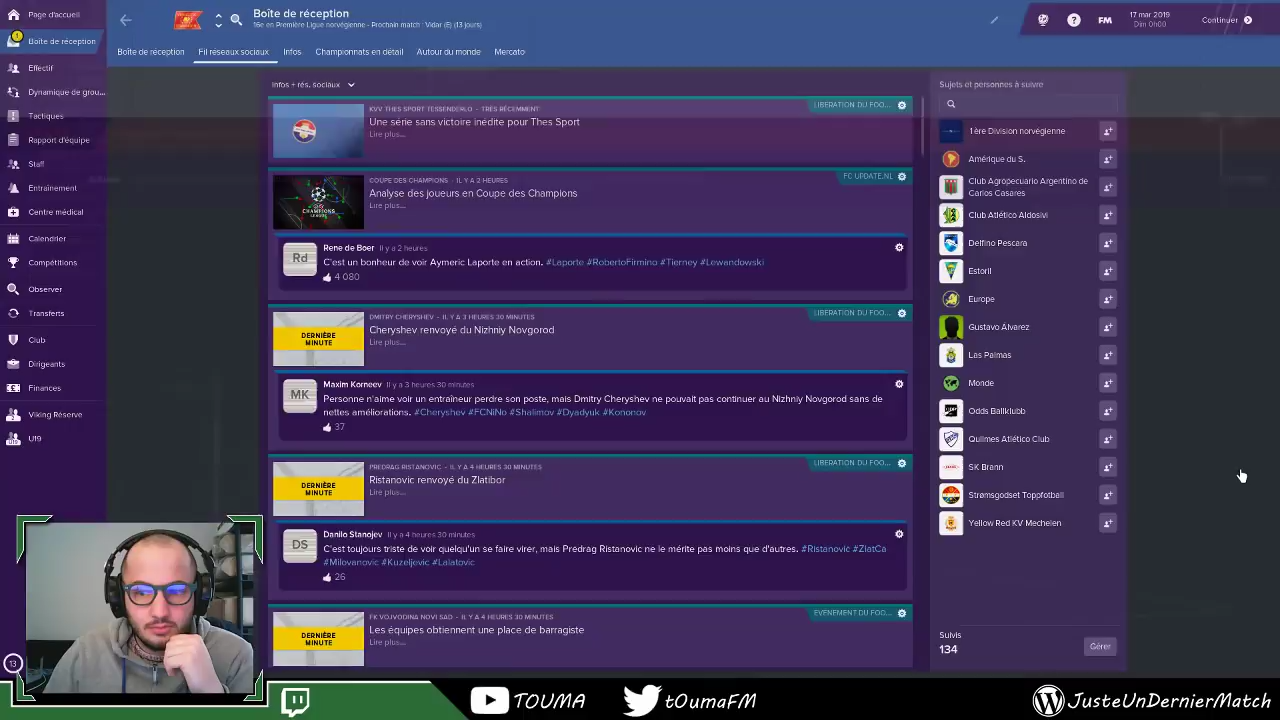 Page d'accueil
Boîte de réception
16e en Première Ligue norvégienne - Prochain match : Vidar (E) (13 jours)
FM
17 mar 2019
Dim 0h00
Continuer
1
Boîte de réception
Boîte de réception
Fil réseaux sociaux
Infos
Championnats en détail
Autour du monde
Mercato
Effectif
Dynamique de grou...
Tactiques
Rapport d'équipe
Staff
Entraînement
Centre médical
Calendrier
Compétitions
Observer
Transferts
Club
Dirigeants
Finances
Viking Reserve
U19
13
Infos + rés. sociaux
KVV THES SPORT TESSENDERLO - TRÈS RÉCEMMENT
LIBÉRATION DU FOO...
Une série sans victoire inédite pour Thes Sport
Lire plus...
COUPE DES CHAMPIONS - IL Y A 2 HEURES
FC UPDATE.NL
Analyse des joueurs en Coupe des Champions
Lire plus...
CHAMPIONS LEAGUE
Rd
Rene de Boer Il y a 2 heures
C'est un bonheur de voir Aymeric Laporte en action. #Laporte #RobertoFirmino #Tierney #Lewandowski
4 080
DMITRY CHERYSHEV - IL Y A 3 HEURES 30 MINUTES
LIBÉRATION DU FOO...
Cheryshev renvoyé du Nizhniy Novgorod
Lire plus...
DERNIÈRE
MINUTE
MK
Maxim Korneev Il y a 3 heures 30 minutes
Personne n'aime voir un entraîneur perdre son poste, mais Dmitry Cheryshev ne pouvait pas continuer au Nizhniy Novgorod sans de
nettes améliorations. #Cheryshev #FCNiNo #Shalimov #Dyadyuk #Kononov
37
PREDRAG RISTANOVIC - IL Y A 4 HEURES 30 MINUTES
LIBÉRATION DU FOO...
Ristanovic renvoyé du Zlatibor
Lire plus...
DERNIÈRE
MINUTE
DS
Danilo Stanojev Il y a 4 heures 30 minutes
C'est toujours triste de voir quelqu'un se faire virer, mais Predrag Ristanovic ne le mérite pas moins que d'autres. #Ristanovic #ZlatCa
#Milovanovic #Kuzeljevic #Lalatovic
26
FK VOJVODINA NOVI SAD - IL Y A 4 HEURES 30 MINUTES
ÉVÉNEMENT DU FOO...
Les équipes obtiennent une place de barragiste
Lire plus...
DERNIÈRE
MINUTE
Sujets et personnes à suivre
1ère Division norvégienne
Amérique du S.
Club Agropecuario Argentino de
Carlos Casares
Club Atlético Aldosivi
Delfino Pescara
Estoril
Europe
Gustavo Alvarez
Las Palmas
Monde
Odds Ballklubb
Quilmes Atlético Club
SK Brann
Strømsgodset Toppfotball
Yellow Red KV Mechelen
Suivis
134
Gérer
TOUMA
tOumaFM
JusteUnDernierMatch